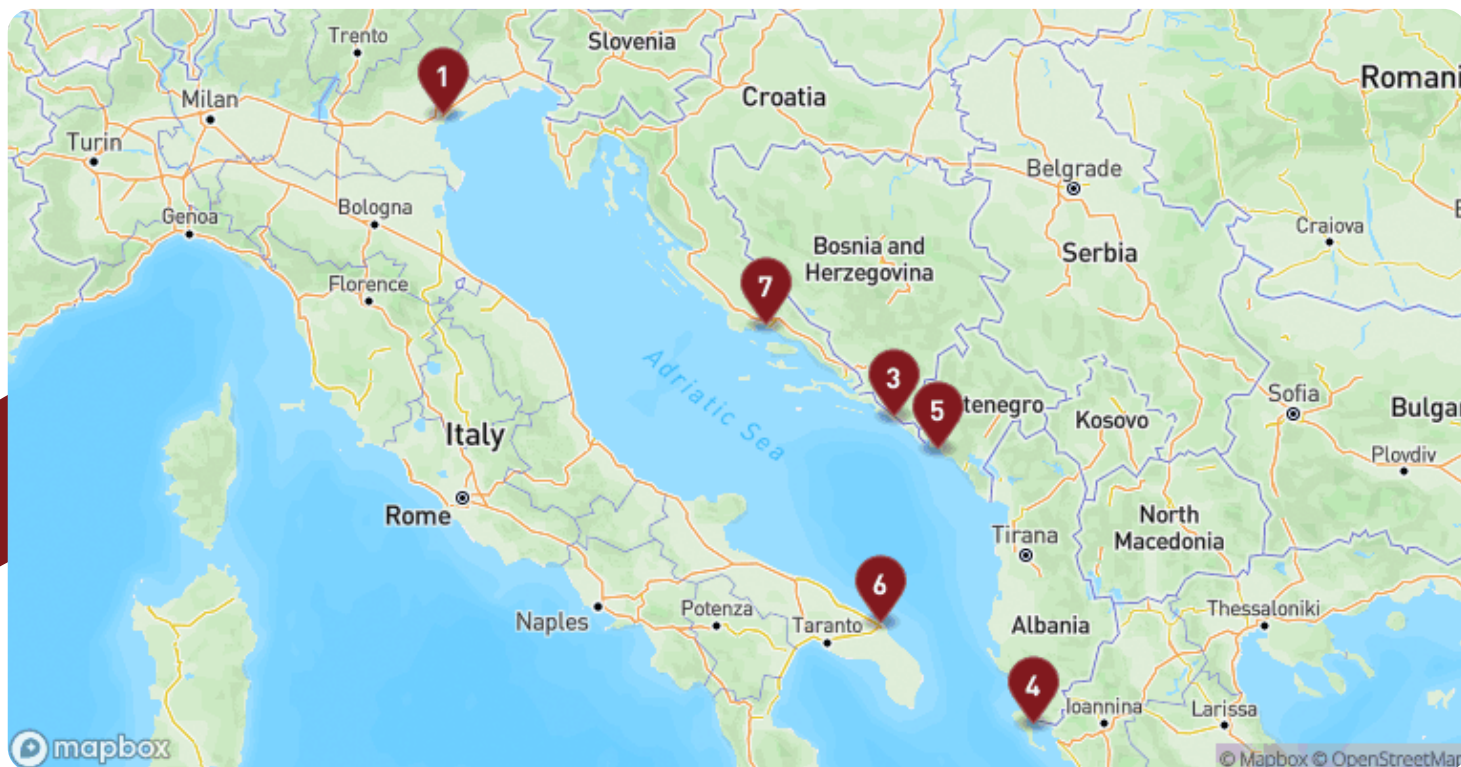 Trento
Slovenia
1
Milan
Croatia
Romani
Turin
Belgrade
Genoa
Bologna
Craiova
Bosnia and
Herzegovina
Serbia
Florence
7
Adriatic Sea
3
5
tenegro
Kosovo
Sofia
Bulgar
Italy
Plovdiv
Rome
Tirana
North
Macedonia
6
Naples
Potenza
Taranto
Albania
Thessaloniki
4
Ioannina
Larissa
mapbox
© Mapbox © OpenStreetMap